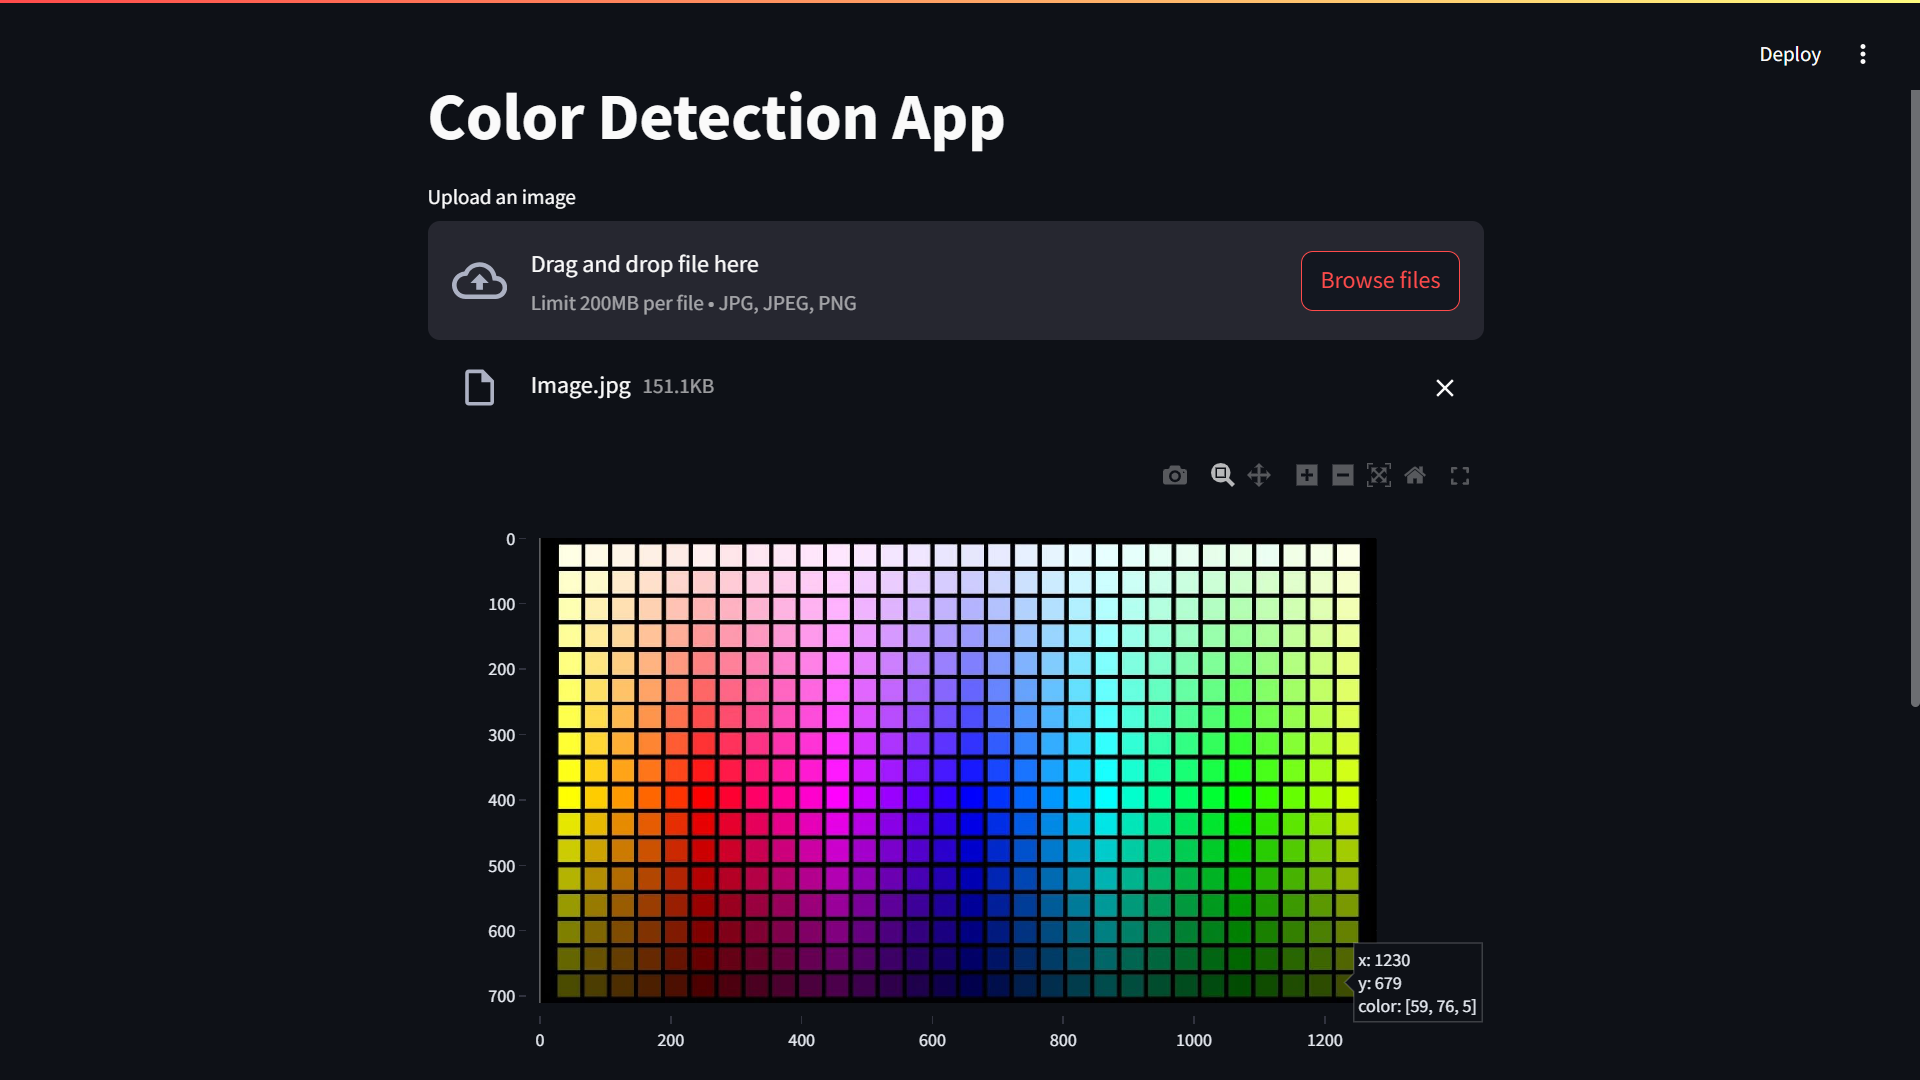 Deploy
Color Detection App
Upload an image
Drag and drop file here
Limit 200MB per file • JPG, JPEG, PNG
Browse files
Image.jpg 151.1KB
0
100
200
300
400
500
600
700
x: 1230
y: 679
color: [59, 76, 5]
0 200 400 600 800 1000 1200